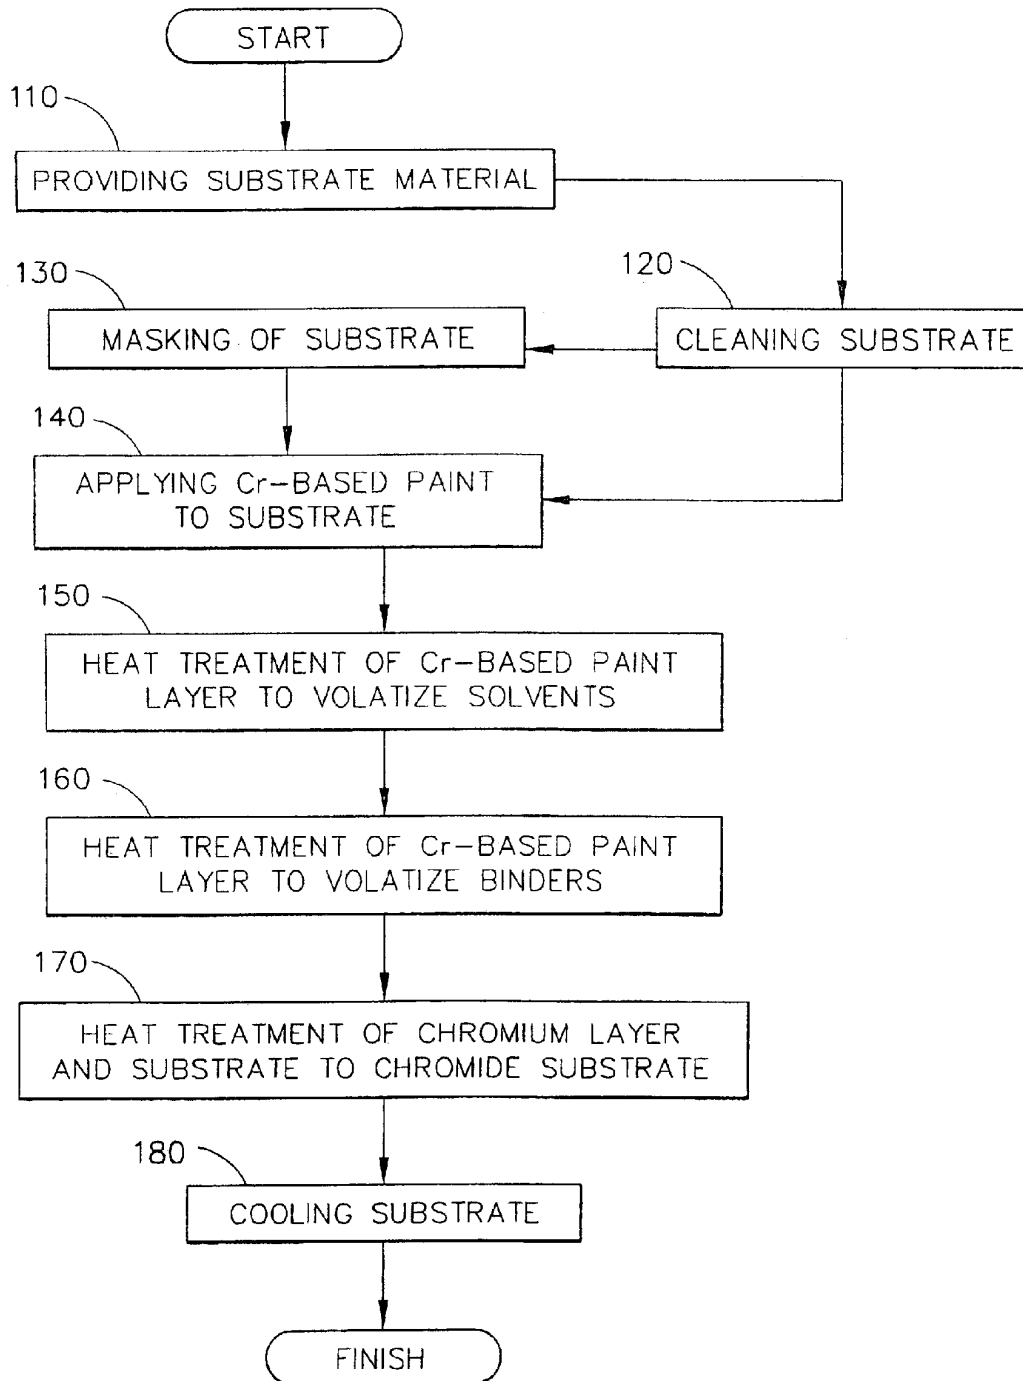 START
110
PROVIDING SUBSTRATE MATERIAL
130
120
MASKING OF SUBSTRATE
CLEANING SUBSTRATE
140
APPLYING Cr-BASED PAINT
TO SUBSTRATE
150
HEAT TREATMENT OF Cr-BASED PAINT
LAYER TO VOLATIZE SOLVENTS
160
HEAT TREATMENT OF Cr-BASED PAINT
LAYER TO VOLATIZE BINDERS
170
HEAT TREATMENT OF CHROMIUM LAYER
AND SUBSTRATE TO CHROMIDE SUBSTRATE
180
COOLING SUBSTRATE
FINISH